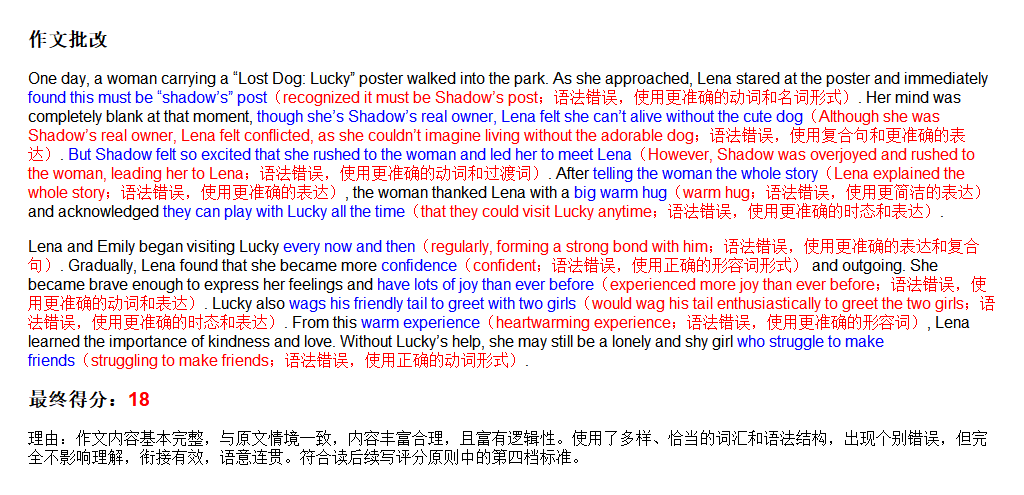 作文批改
One day, a woman carrying a “Lost Dog: Lucky” poster walked into the park. As she approached, Lena stared at the poster and immediately
found this must be “shadow’s” post（recognized it must be Shadow’s post；语法错误，使用更准确的动词和名词形式）. Her mind was
completely blank at that moment, though she’s Shadow’s real owner, Lena felt she can’t alive without the cute dog（Although she was
Shadow’s real owner, Lena felt conflicted, as she couldn’t imagine living without the adorable dog；语法错误，使用复合句和更准确的表
达）. But Shadow felt so excited that she rushed to the woman and led her to meet Lena（However, Shadow was overjoyed and rushed to
the woman, leading her to Lena；语法错误，使用更准确的动词和过渡词）. After telling the woman the whole story（Lena explained the
whole story；语法错误，使用更准确的表达）, the woman thanked Lena with a big warm hug（warm hug；语法错误，使用更简洁的表达）
and acknowledged they can play with Lucky all the time（that they could visit Lucky anytime；语法错误，使用更准确的时态和表达）.
Lena and Emily began visiting Lucky every now and then（regularly, forming a strong bond with him；语法错误，使用更准确的表达和复合
句）. Gradually, Lena found that she became more confidence（confident；语法错误，使用正确的形容词形式） and outgoing. She
became brave enough to express her feelings and have lots of joy than ever before（experienced more joy than ever before；语法错误，使
用更准确的动词和表达）. Lucky also wags his friendly tail to greet with two girls（would wag his tail enthusiastically to greet the two girls；语
法错误，使用更准确的时态和表达）. From this warm experience（heartwarming experience；语法错误，使用更准确的形容词）, Lena
learned the importance of kindness and love. Without Lucky’s help, she may still be a lonely and shy girl who struggle to make
friends（struggling to make friends；语法错误，使用正确的动词形式）.
最终得分：18
理由：作文内容基本完整，与原文情境一致，内容丰富合理，且富有逻辑性。使用了多样、恰当的词汇和语法结构，出现个别错误，但完
全不影响理解，衔接有效，语意连贯。符合读后续写评分原则中的第四档标准。